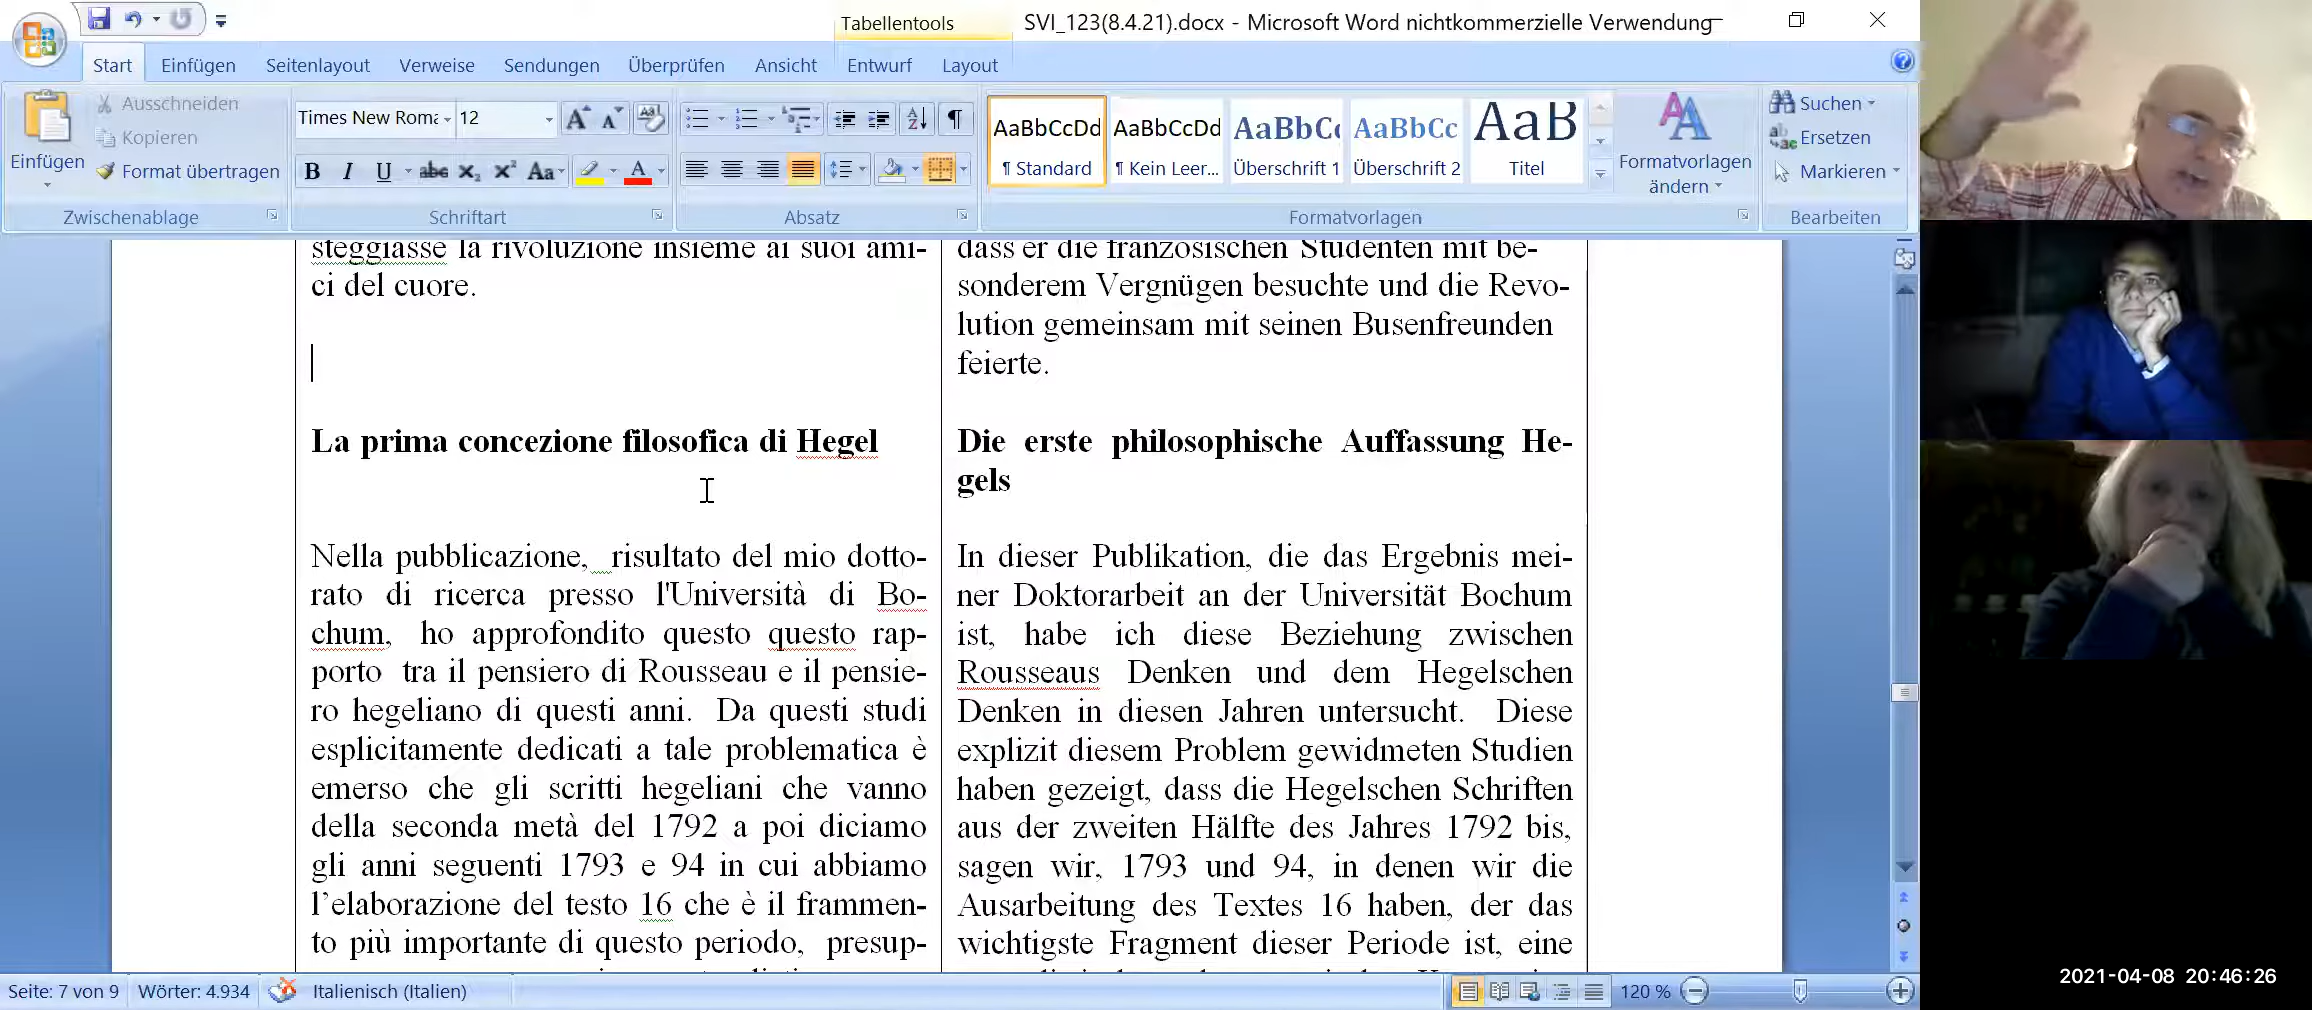 Tabellentools
SVI_123(8.4.21).docx - Microsoft Word nichtkommerzielle Verwendung
Start Einfügen Seitenlayout Verweise Sendungen Überprüfen Ansicht Entwurf Layout
Einfügen
Ausschneiden
Kopieren
Format übertragen
Zwischenablage
Times New Roma 12
Schriftart
Absatz
AaBbCcDd AaBbCcDd AaBbCc AaBbCc AaB
¶ Standard ¶ Kein Leer... Überschrift 1 Überschrift 2 Titel
Formatvorlagen
ändern
Formatvorlagen
Suchen
Ersetzen
Markieren
Bearbeiten
steggiasse la rivoluzione insieme ai suoi ami-
ci del cuore.
La prima concezione filosofica di Hegel
Nella pubblicazione, risultato del mio dotto-
rato di ricerca presso l'Università di Bo-
chum, ho approfondito questo questo rap-
porto tra il pensiero di Rousseau e il pensie-
ro hegeliano di questi anni. Da questi studi
esplicitamente dedicati a tale problematica è
emerso che gli scritti hegeliani che vanno
della seconda metà del 1792 a poi diciamo
gli anni seguenti 1793 e 94 in cui abbiamo
l’elaborazione del testo 16 che è il frammen-
to più importante di questo periodo, presup-
dass er die französischen Studenten mit be-
sonderem Vergnügen besuchte und die Revo-
lution gemeinsam mit seinen Busenfreunden
feierte.
Die erste philosophische Auffassung He-
gels
In dieser Publikation, die das Ergebnis mei-
ner Doktorarbeit an der Universität Bochum
ist, habe ich diese Beziehung zwischen
Rousseaus Denken und dem Hegelschen
Denken in diesen Jahren untersucht. Diese
explizit diesem Problem gewidmeten Studien
haben gezeigt, dass die Hegelschen Schriften
aus der zweiten Hälfte des Jahres 1792 bis,
sagen wir, 1793 und 94, in denen wir die
Ausarbeitung des Textes 16 haben, der das
wichtigste Fragment dieser Periode ist, eine
Seite: 7 von 9 Wörter: 4.934 Italienisch (Italien) 120 %
2021-04-08 20:46:26